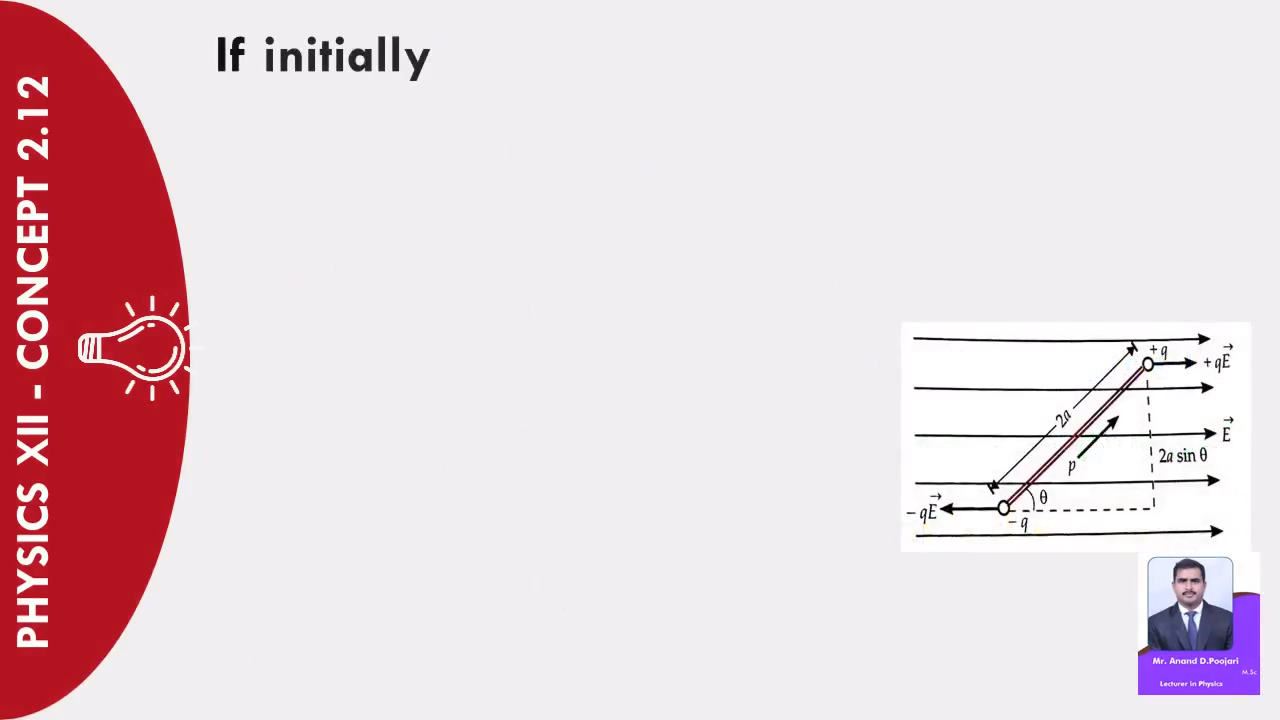 If initially
PHYSICS XII - CONCEPT 2.12
+q
+qE
2a
E
2a sin θ
p
θ
-qE
-q
Mr. Anand D.Poojari
M.Sc
Lecturer in Physics